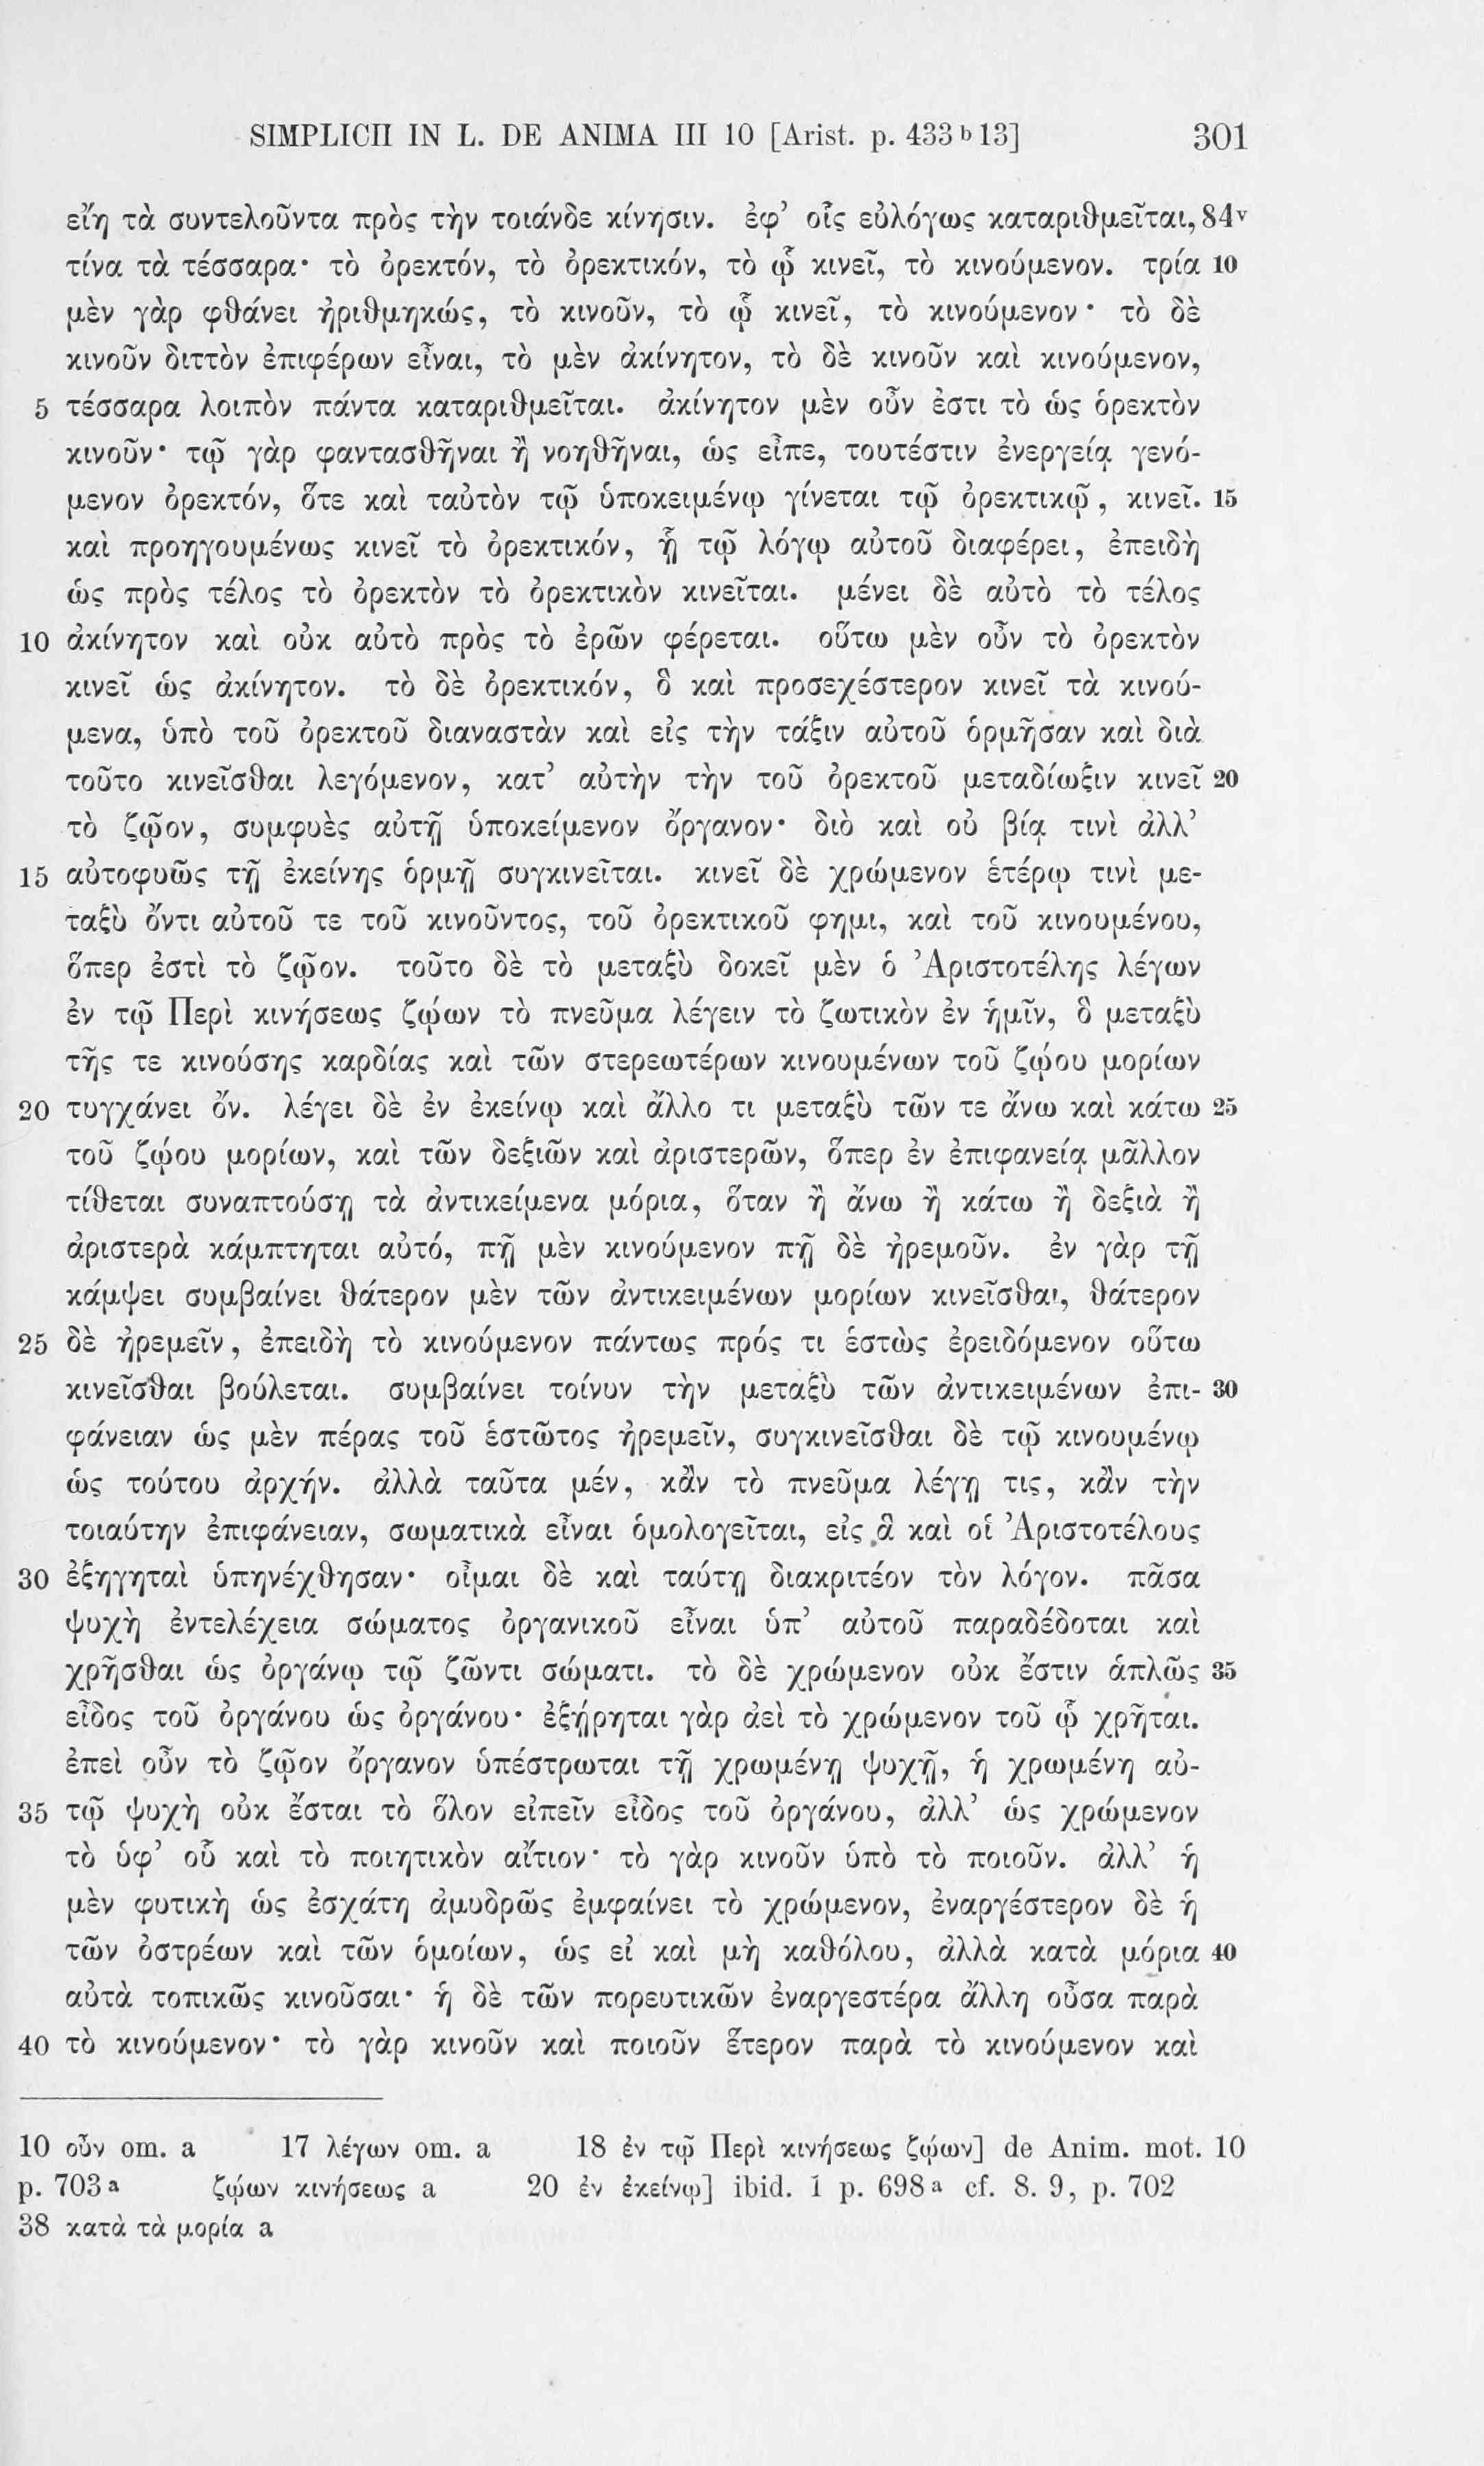 SIMPLICII IN L. DE ANIMA III 10 [Arist. p. 433 b 13] 301
εἴη τὰ συντελοῦντα πρὸς τὴν τοιάνδε κίνησιν. ἐφ’ οἷς εὐλόγως καταριθμεῖται, 84v
τίνα τὰ τέσσαρα· τὸ ὀρεκτόν, τὸ ὀρεκτικόν, τὸ ᾧ κινεῖ, τὸ κινούμενον. τρία 10
μὲν γὰρ φθάνει ἠριθμηκώς, τὸ κινοῦν, τὸ ᾧ κινεῖ, τὸ κινούμενον· τὸ δὲ
κινοῦν διττὸν ἐπιφέρων εἶναι, τὸ μὲν ἀκίνητον, τὸ δὲ κινοῦν καὶ κινούμενον,
5 τέσσαρα λοιπὸν πάντα καταριθμεῖται. ἀκίνητον μὲν οὖν ἐστι τὸ ὡς ὀρεκτὸν
κινοῦν· τῷ γὰρ φαντασθῆναι ἢ νοηθῆναι, ὡς εἶπε, τουτέστιν ἐνεργείᾳ γενό-
μενον ὀρεκτόν, ὅτε καὶ ταὐτὸν τῷ ὑποκειμένῳ γίνεται τῷ ὀρεκτικῷ, κινεῖ. 15
καὶ προηγουμένως κινεῖ τὸ ὀρεκτικόν, ᾗ τῷ λόγῳ αὐτοῦ διαφέρει, ἐπειδὴ
ὡς πρὸς τέλος τὸ ὀρεκτὸν τὸ ὀρεκτικὸν κινεῖται. μένει δὲ αὐτὸ τὸ τέλος
10 ἀκίνητον καὶ οὐκ αὐτὸ πρὸς τὸ ἐρῶν φέρεται. οὕτω μὲν οὖν τὸ ὀρεκτὸν
κινεῖ ὡς ἀκίνητον. τὸ δὲ ὀρεκτικόν, ὃ καὶ προσεχέστερον κινεῖ τὰ κινού-
μενα, ὑπὸ τοῦ ὀρεκτοῦ διαναστὰν καὶ εἰς τὴν τάξιν αὐτοῦ ὁρμῆσαν καὶ διὰ
τοῦτο κινεῖσθαι λεγόμενον, κατ’ αὐτὴν τὴν τοῦ ὀρεκτοῦ μεταδίωξιν κινεῖ 20
τὸ ζῷον, συμφυὲς αὐτῇ ὑποκείμενον ὄργανον· διὸ καὶ οὐ βίᾳ τινὶ ἀλλ’
15 αὐτοφυῶς τῇ ἐκείνης ὁρμῇ συγκινεῖται. κινεῖ δὲ χρώμενον ἑτέρῳ τινὶ με-
ταξὺ ὄντι αὐτοῦ τε τοῦ κινοῦντος, τοῦ ὀρεκτικοῦ φημι, καὶ τοῦ κινουμένου,
ὅπερ ἐστὶ τὸ ζῷον. τοῦτο δὲ τὸ μεταξὺ δοκεῖ μὲν ὁ Ἀριστοτέλης λέγων
ἐν τῷ Περὶ κινήσεως ζῴων τὸ πνεῦμα λέγειν τὸ ζωτικὸν ἐν ἡμῖν, ὃ μεταξὺ
τῆς τε κινούσης καρδίας καὶ τῶν στερεωτέρων κινουμένων τοῦ ζῴου μορίων
20 τυγχάνει ὄν. λέγει δὲ ἐν ἐκείνῳ καὶ ἄλλο τι μεταξὺ τῶν τε ἄνω καὶ κάτω 25
τοῦ ζῴου μορίων, καὶ τῶν δεξιῶν καὶ ἀριστερῶν, ὅπερ ἐν ἐπιφανείᾳ μᾶλλον
τίθεται συναπτούσῃ τὰ ἀντικείμενα μόρια, ὅταν ἢ ἄνω ἢ κάτω ἢ δεξιὰ ἢ
ἀριστερὰ κάμπτηται αὐτό, πῇ μὲν κινούμενον πῇ δὲ ἠρεμοῦν. ἐν γὰρ τῇ
κάμψει συμβαίνει θάτερον μὲν τῶν ἀντικειμένων μορίων κινεῖσθαι, θάτερον
25 δὲ ἠρεμεῖν, ἐπειδὴ τὸ κινούμενον πάντως πρός τι ἑστὼς ἐρειδόμενον οὕτω
κινεῖσθαι βούλεται. συμβαίνει τοίνυν τὴν μεταξὺ τῶν ἀντικειμένων ἐπι- 30
φάνειαν ὡς μὲν πέρας τοῦ ἑστῶτος ἠρεμεῖν, συγκινεῖσθαι δὲ τῷ κινουμένῳ
ὡς τούτου ἀρχήν. ἀλλὰ ταῦτα μέν, κἂν τὸ πνεῦμα λέγῃ τις, κἂν τὴν
τοιαύτην ἐπιφάνειαν, σωματικὰ εἶναι ὁμολογεῖται, εἰς ἃ καὶ οἱ Ἀριστοτέλους
30 ἐξηγηταὶ ὑπηνέχθησαν· οἶμαι δὲ καὶ ταύτῃ διακριτέον τὸν λόγον. πᾶσα
ψυχὴ ἐντελέχεια σώματος ὀργανικοῦ εἶναι ὑπ’ αὐτοῦ παραδέδοται καὶ
χρῆσθαι ὡς ὀργάνῳ τῷ ζῶντι σώματι. τὸ δὲ χρώμενον οὐκ ἔστιν ἁπλῶς 35
εἶδος τοῦ ὀργάνου ὡς ὀργάνου· ἐξῄρηται γὰρ ἀεὶ τὸ χρώμενον τοῦ ᾧ χρῆται.
ἐπεὶ οὖν τὸ ζῷον ὄργανον ὑπέστρωται τῇ χρωμένῃ ψυχῇ, ἡ χρωμένη αὐ-
35 τῷ ψυχὴ οὐκ ἔσται τὸ ὅλον εἰπεῖν εἶδος τοῦ ὀργάνου, ἀλλ’ ὡς χρώμενον
τὸ ὑφ’ οὗ καὶ τὸ ποιητικὸν αἴτιον· τὸ γὰρ κινοῦν ὑπὸ τὸ ποιοῦν. ἀλλ’ ἡ
μὲν φυτικὴ ὡς ἐσχάτη ἀμυδρῶς ἐμφαίνει τὸ χρώμενον, ἐναργέστερον δὲ ἡ
τῶν ὀστρέων καὶ τῶν ὁμοίων, ὡς εἰ καὶ μὴ καθόλου, ἀλλὰ κατὰ μόρια 40
αὐτὰ τοπικῶς κινοῦσαι· ἡ δὲ τῶν πορευτικῶν ἐναργεστέρα ἄλλη οὖσα παρὰ
40 τὸ κινούμενον· τὸ γὰρ κινοῦν καὶ ποιοῦν ἕτερον παρὰ τὸ κινούμενον καὶ
10 οὖν om. a 17 λέγων om. a 18 ἐν τῷ Περὶ κινήσεως ζῴων] de Anim. mot. 10
p. 703 a ζῴων κινήσεως a 20 ἐν ἐκείνῳ] ibid. 1 p. 698 a cf. 8. 9, p. 702
38 κατὰ τὰ μορία a